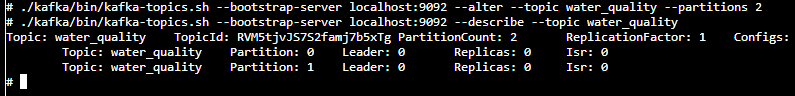 # ./kafka/bin/kafka-topics.sh --bootstrap-server localhost:9092 --alter --topic water_quality --partitions 2
# ./kafka/bin/kafka-topics.sh --bootstrap-server localhost:9092 --describe --topic water_quality
Topic: water_quality    TopicId: RVM5tjvJS7S2famj7b5xTg PartitionCount: 2       ReplicationFactor: 1    Configs:
        Topic: water_quality    Partition: 0    Leader: 0       Replicas: 0     Isr: 0
        Topic: water_quality    Partition: 1    Leader: 0       Replicas: 0     Isr: 0
#